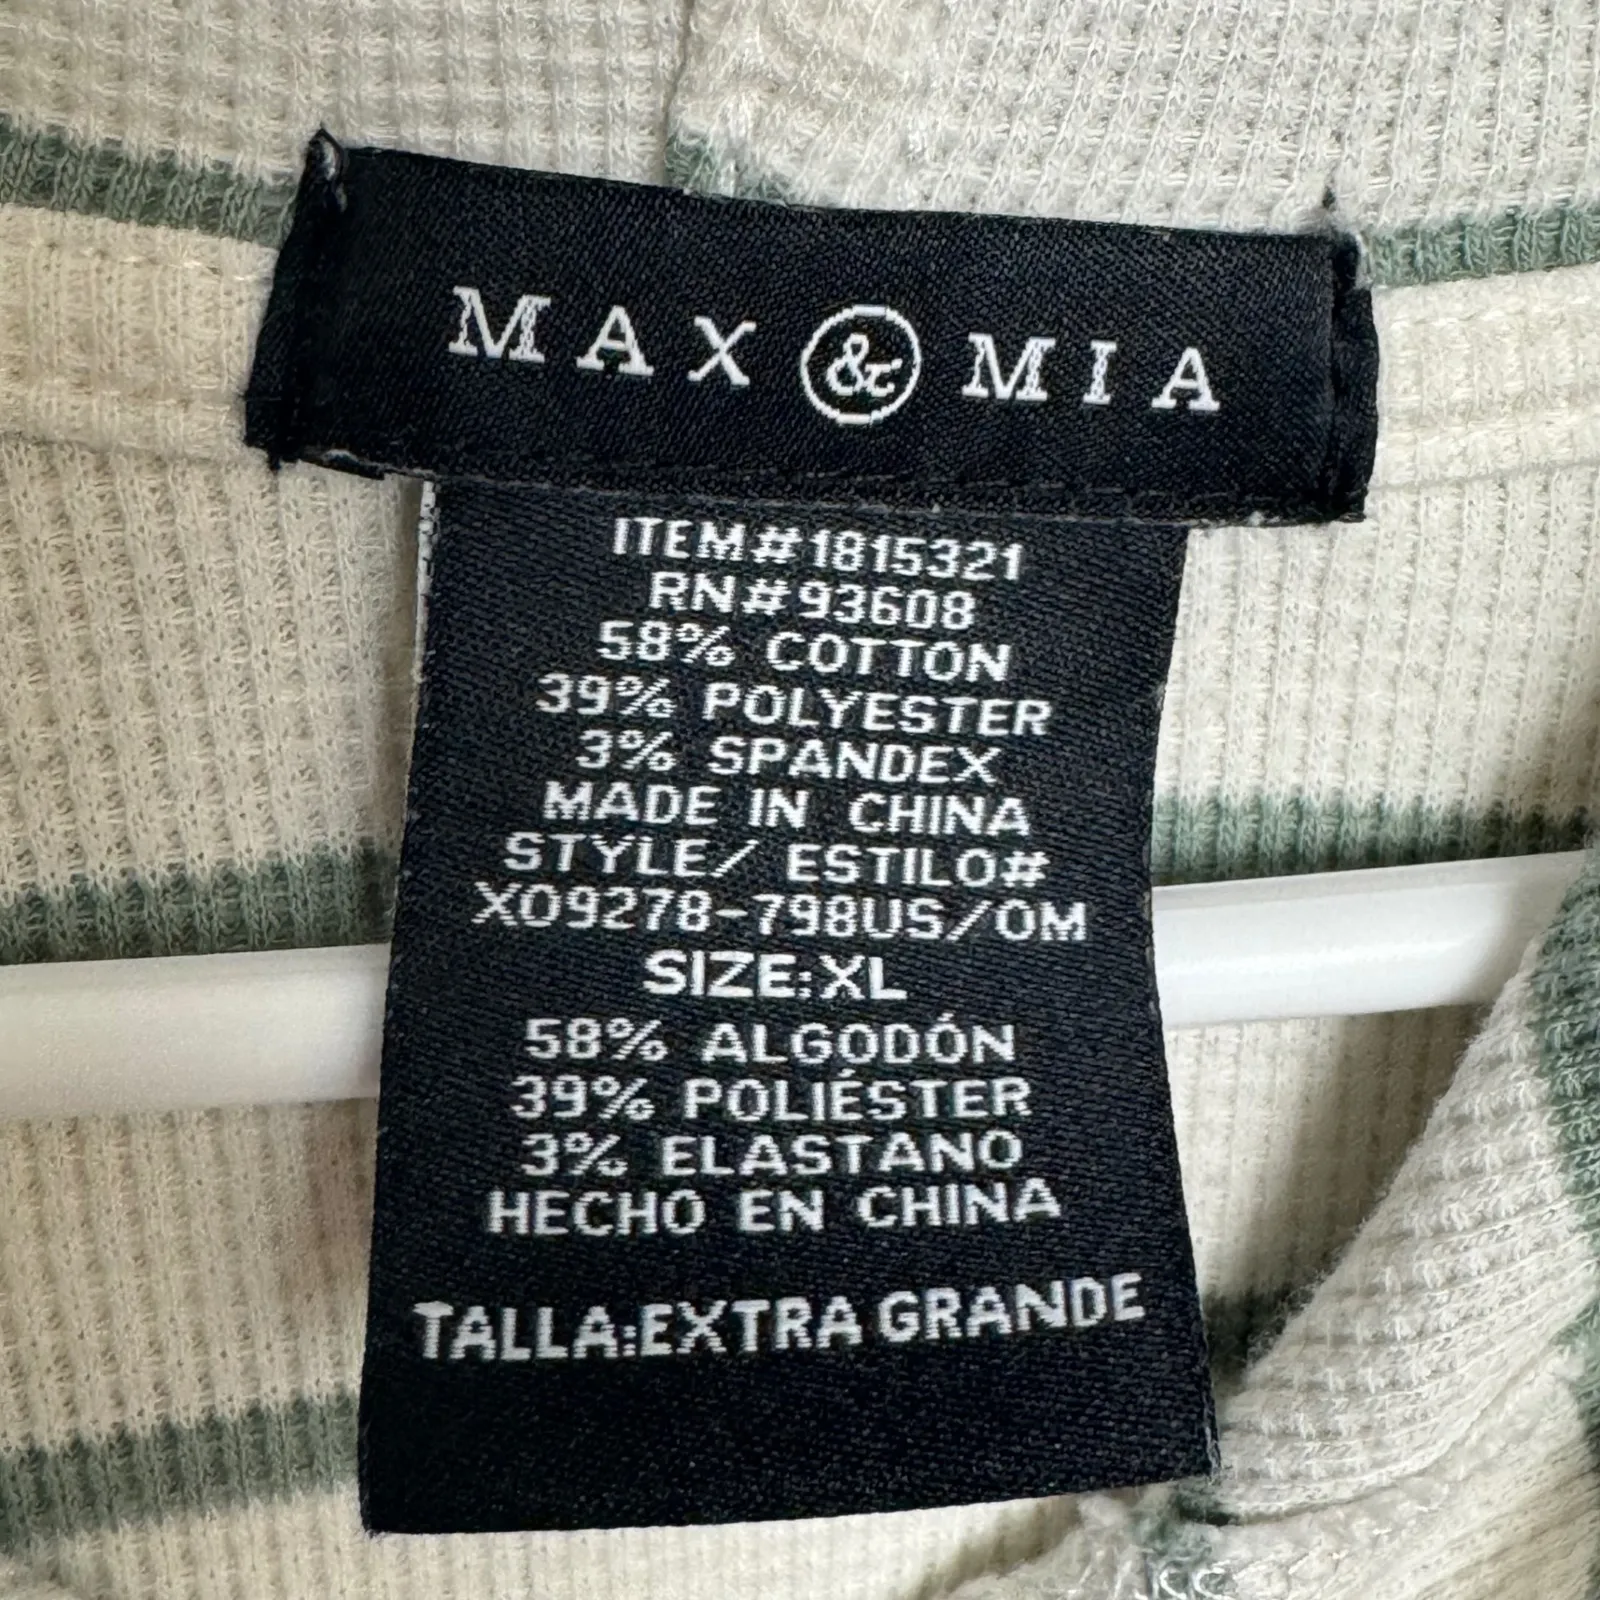 MAX & MIA
ITEM#1815321
RN#93608
58% COTTON
39% POLYESTER
3% SPANDEX
MADE IN CHINA
STYLE/ ESTILO#
XO9278-798US/OM
SIZE:XL
58% ALGODÓN
39% POLIÉSTER
3% ELASTANO
HECHO EN CHINA
TALLA:EXTRA GRANDE